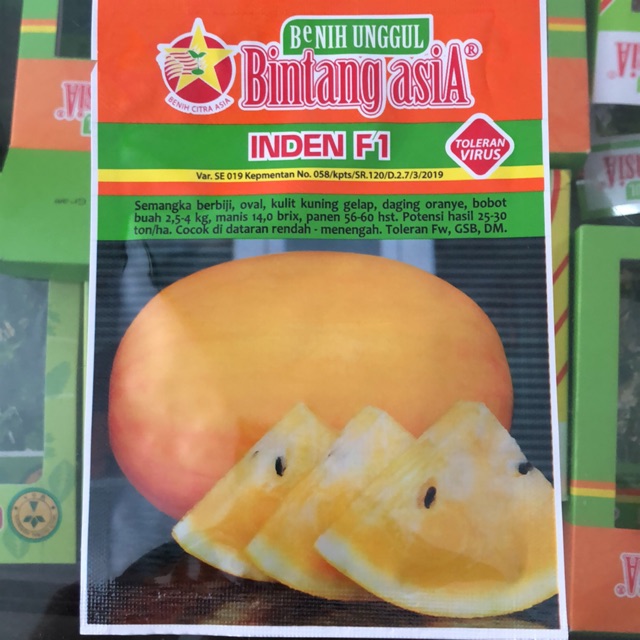 BeNIH UNGGUL
Bintang asiA®
BENIH CITRA ASIA
INDEN F1
TOLERAN
VIRUS
Var. SE 019 Kepmentan No. 058/kpts/SR.120/D.2.7/3/2019
Semangka berbiji, oval, kulit kuning gelap, daging oranye, bobot
buah 2,5-4 kg, manis 14,0 brix, panen 56-60 hst. Potensi hasil 25-30
ton/ha. Cocok di dataran rendah - menengah. Toleran Fw, GSB, DM.